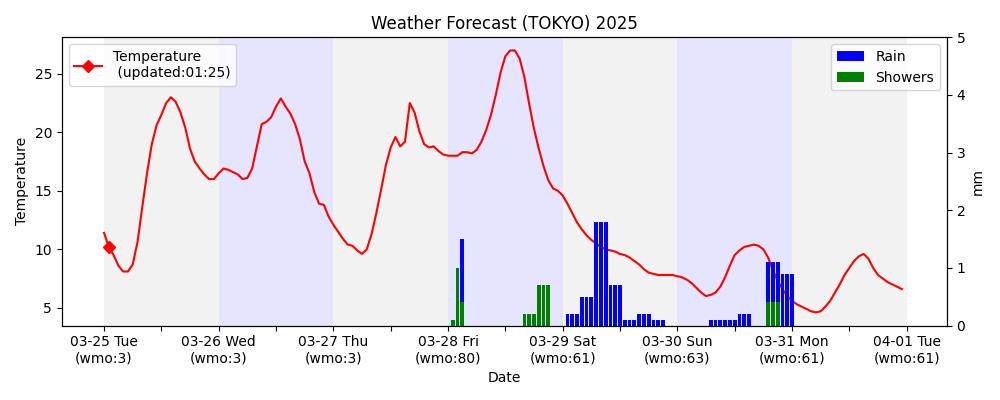 Weather Forecast (TOKYO) 2025
Temperature
(updated:01:25)
Rain
Showers
25
20
15
10
5
Temperature
5
4
3
2
1
0
mm
03-25 Tue
(wmo:3)
03-26 Wed
(wmo:3)
03-27 Thu
(wmo:3)
03-28 Fri
(wmo:80)
03-29 Sat
(wmo:61)
03-30 Sun
(wmo:63)
03-31 Mon
(wmo:61)
04-01 Tue
(wmo:61)
Date